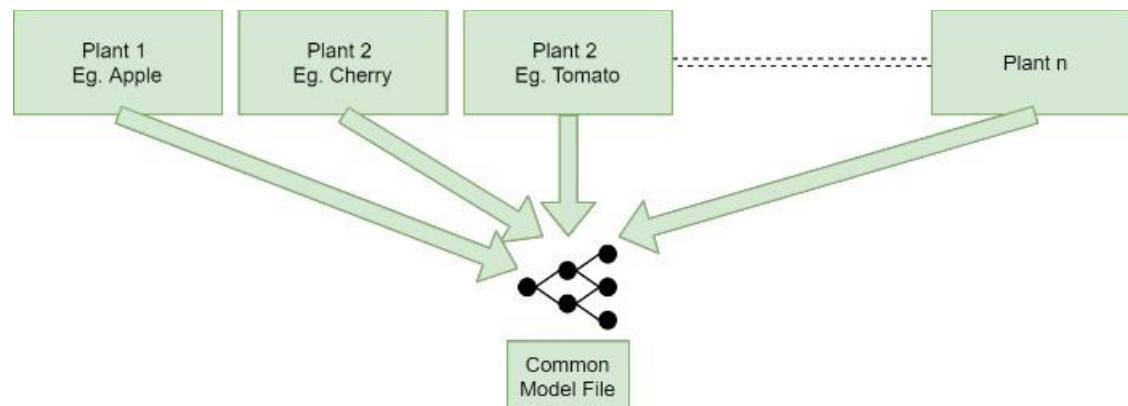 Plant 1
Eg. Apple
Plant 2
Eg. Cherry
Plant 2
Eg. Tomato
Plant n
Common
Model File